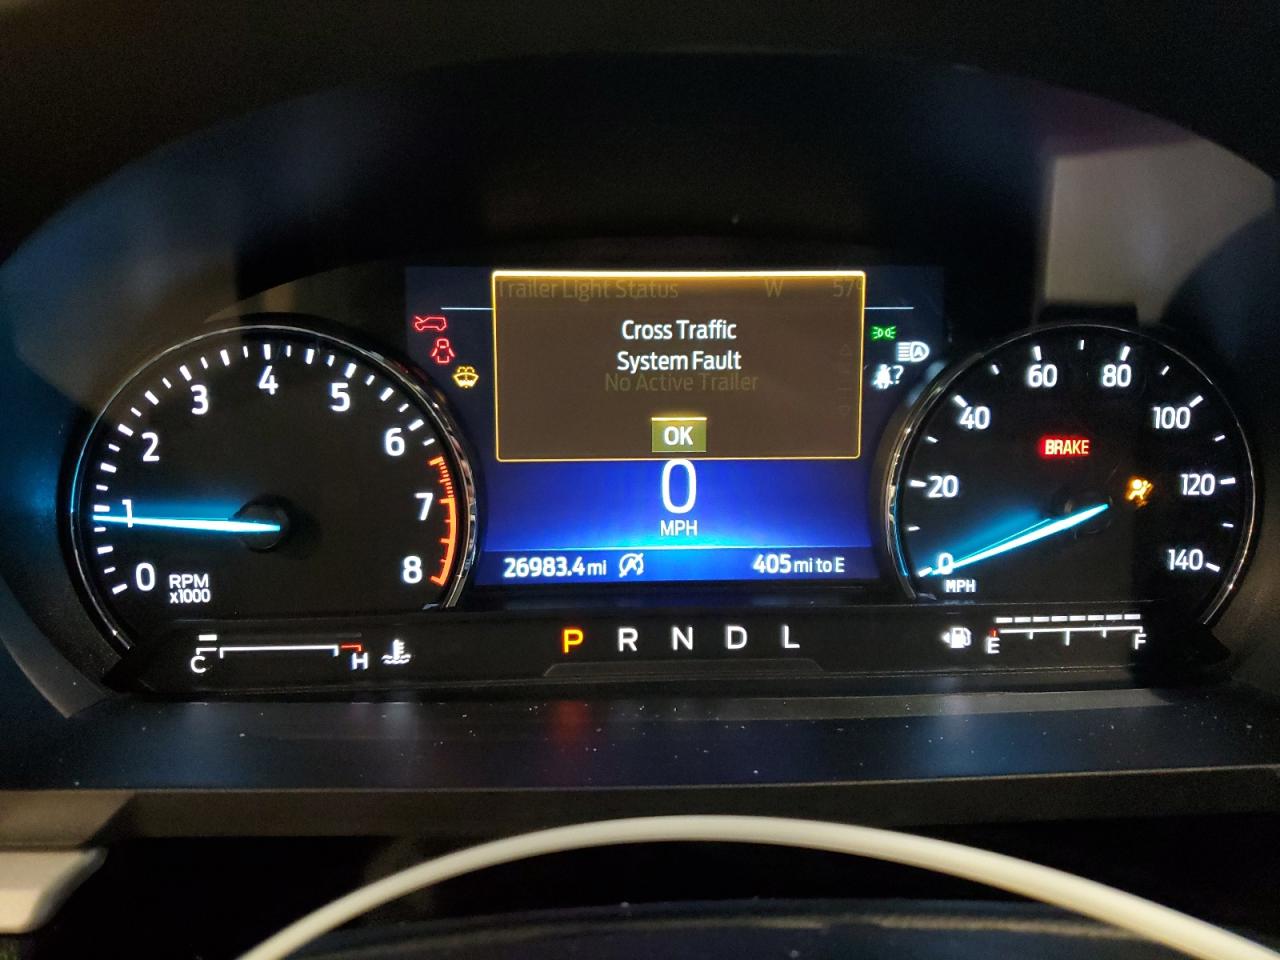 Trailer Light Status W 57
Cross Traffic
System Fault
No Active Trailer
OK
0
MPH
26983.4 mi 405 mi to E
0 1 2 3 4 5 6 7 8
RPM
x1000
0 20 40 60 80 100 120 140
MPH
BRAKE
A
?
C H
P R N D L
E F